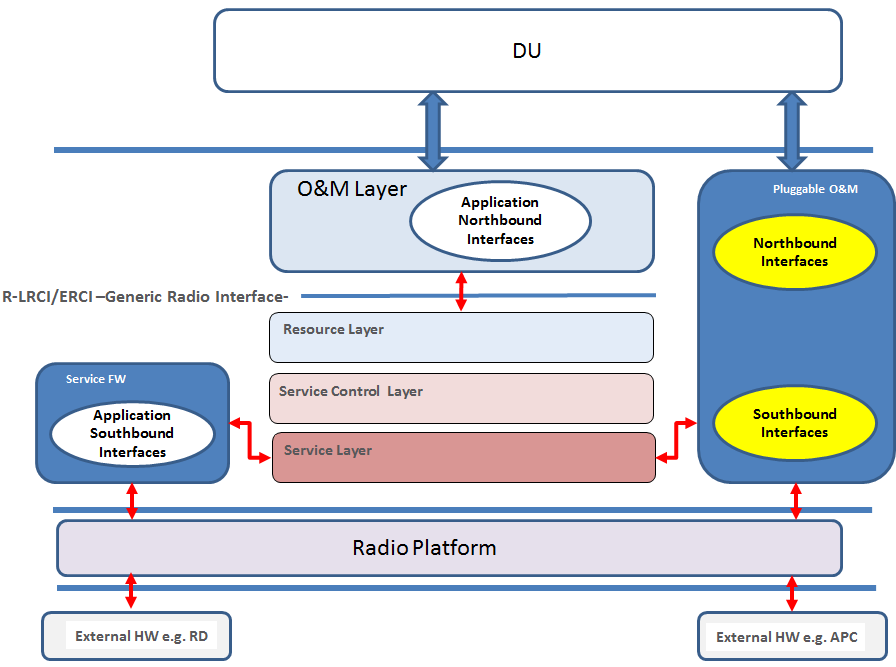 DU
O&M Layer
Application
Northbound
Interfaces
Pluggable O&M
Northbound
Interfaces
R-LRCI/ERCI –Generic Radio Interface-
Resource Layer
Service FW
Application
Southbound
Interfaces
Service Control  Layer
Service Layer
Southbound
Interfaces
Radio Platform
External HW e.g. RD
External HW e.g. APC